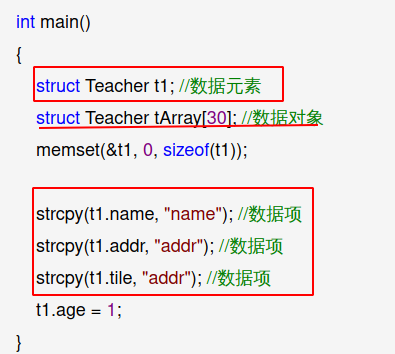 int main()
{
struct Teacher t1; //数据元素
struct Teacher tArray[30]; //数据对象
memset(&t1, 0, sizeof(t1));
strcpy(t1.name, "name"); //数据项
strcpy(t1.addr, "addr"); //数据项
strcpy(t1.tile, "addr"); //数据项
t1.age = 1;
}